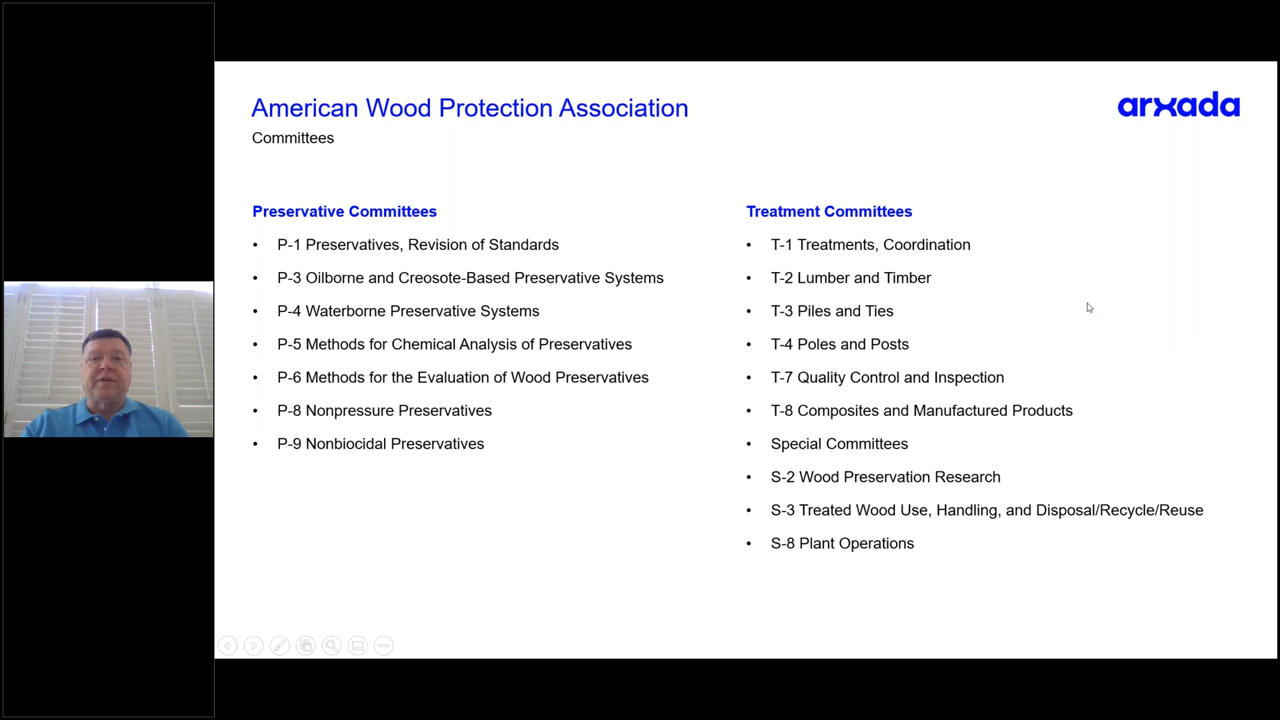 American Wood Protection Association
arxada
Committees
Preservative Committees
• P-1 Preservatives, Revision of Standards
• P-3 Oilborne and Creosote-Based Preservative Systems
• P-4 Waterborne Preservative Systems
• P-5 Methods for Chemical Analysis of Preservatives
• P-6 Methods for the Evaluation of Wood Preservatives
• P-8 Nonpressure Preservatives
• P-9 Nonbiocidal Preservatives
Treatment Committees
• T-1 Treatments, Coordination
• T-2 Lumber and Timber
• T-3 Piles and Ties
• T-4 Poles and Posts
• T-7 Quality Control and Inspection
• T-8 Composites and Manufactured Products
• Special Committees
• S-2 Wood Preservation Research
• S-3 Treated Wood Use, Handling, and Disposal/Recycle/Reuse
• S-8 Plant Operations